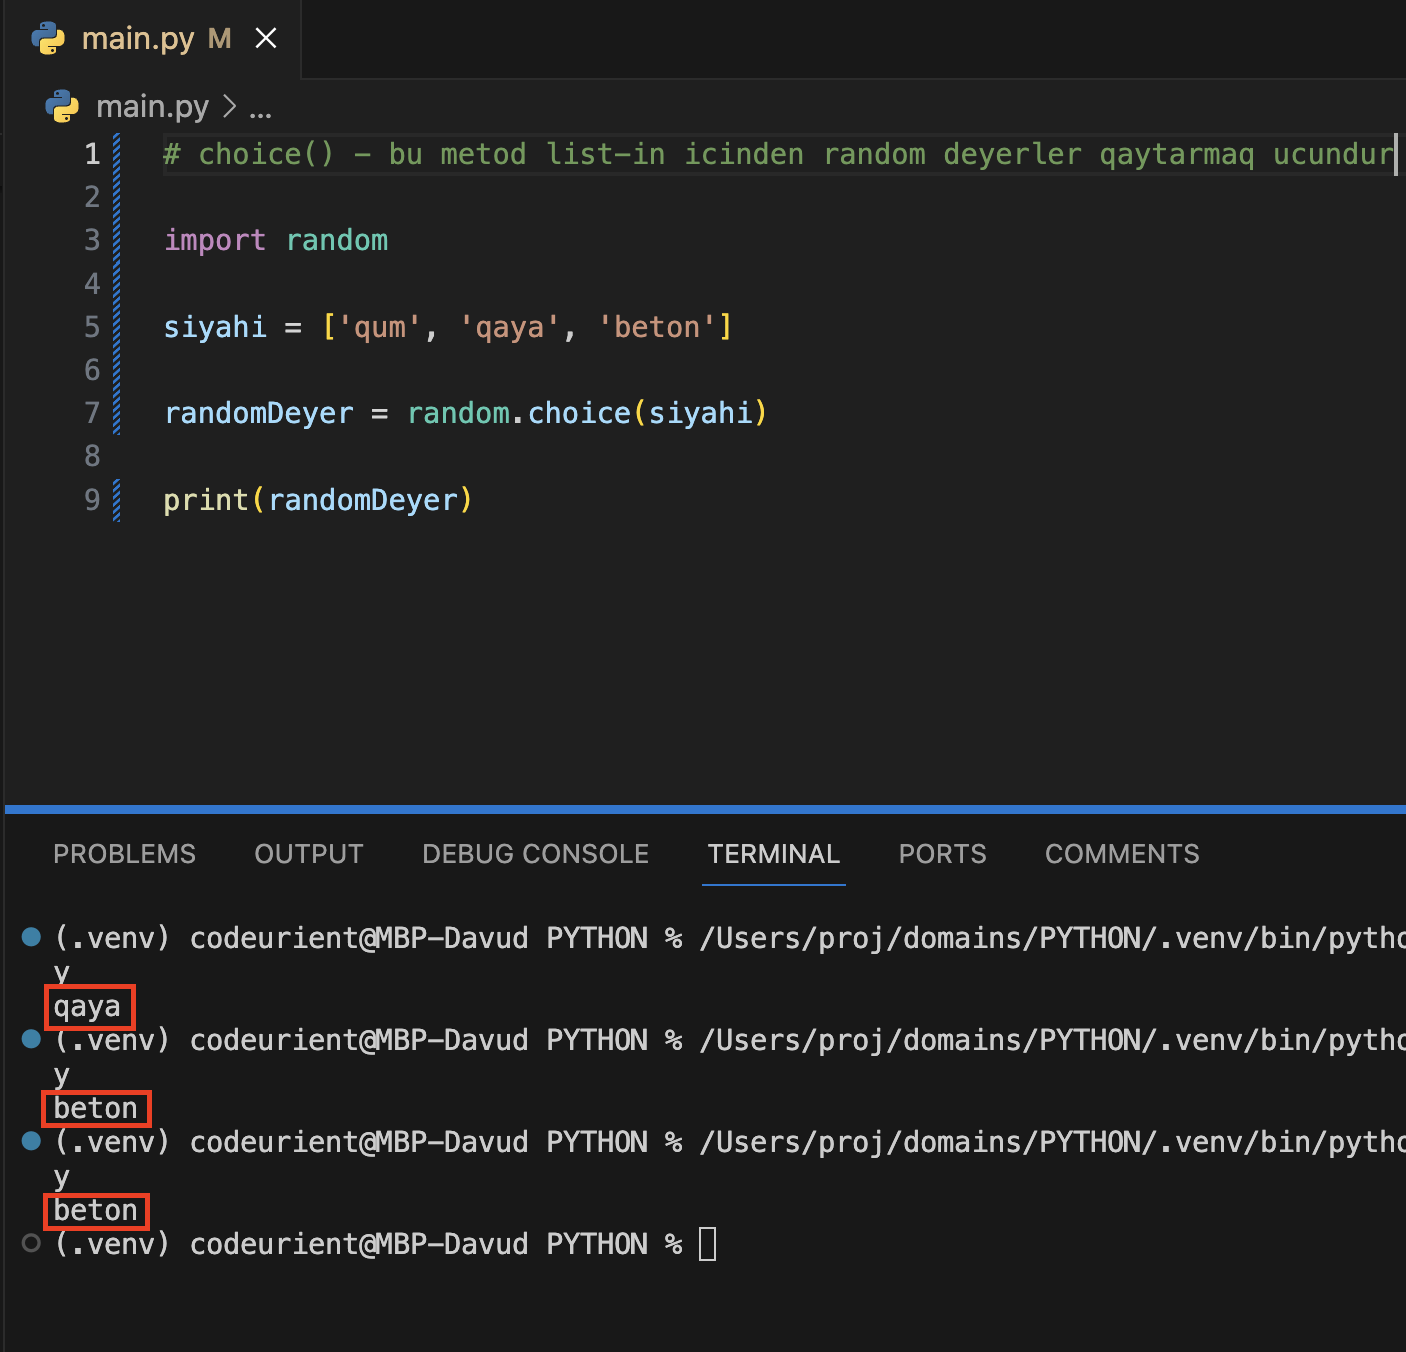 main.py M
main.py > ...
1 # choice() - bu metod list-in icinden random deyerler qaytarmaq ucundur
2
3 import random
4
5 siyahi = ['qum', 'qaya', 'beton']
6
7 randomDeyer = random.choice(siyahi)
8
9 print(randomDeyer)
PROBLEMS OUTPUT DEBUG CONSOLE TERMINAL PORTS COMMENTS
(.venv) codeurient@MBP-Davud PYTHON % /Users/proj/domains/PYTHON/.venv/bin/pytho
y
qaya
(.venv) codeurient@MBP-Davud PYTHON % /Users/proj/domains/PYTHON/.venv/bin/pytho
y
beton
(.venv) codeurient@MBP-Davud PYTHON % /Users/proj/domains/PYTHON/.venv/bin/pytho
y
beton
(.venv) codeurient@MBP-Davud PYTHON %